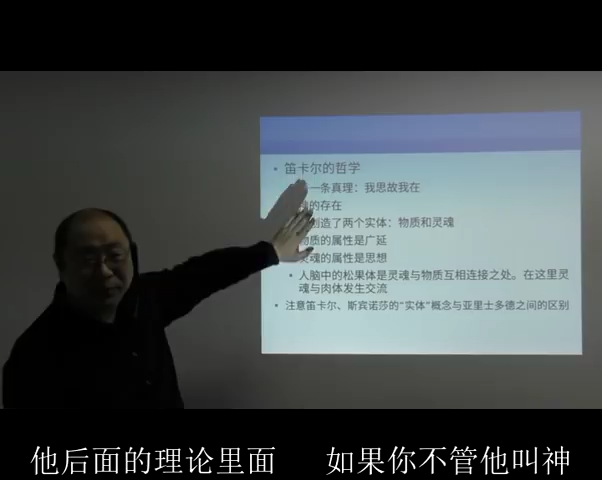 笛卡尔的哲学
一条真理：我思故我在
的存在
创造了两个实体：物质和灵魂
物质的属性是广延
灵魂的属性是思想
人脑中的松果体是灵魂与物质互相连接之处。在这里灵
魂与肉体发生交流
注意笛卡尔、斯宾诺莎的“实体”概念与亚里士多德之间的区别
他后面的理论里面 如果你不管他叫神